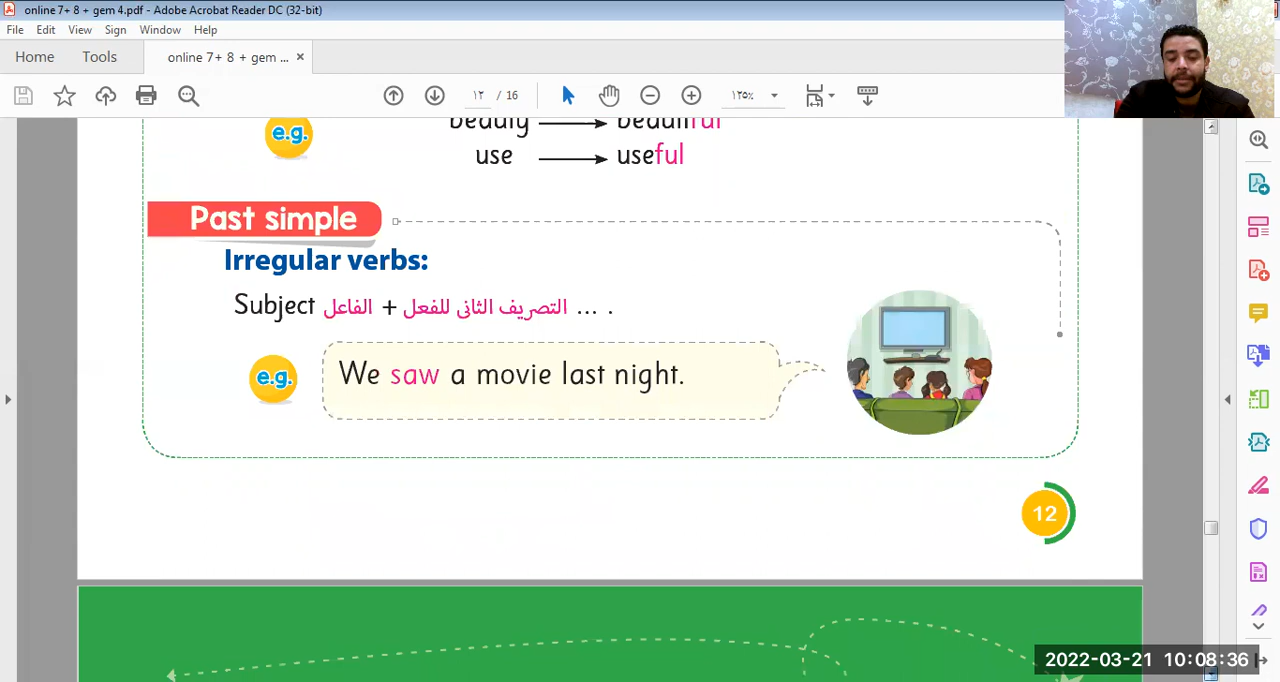 online 7+ 8 + gem 4.pdf - Adobe Acrobat Reader DC (32-bit)
File Edit View Sign Window Help
Home Tools online 7+ 8 + gem ... ×
١٢ / 16 ١٢٥%
e.g. beauty beautiful
use useful
Past simple
Irregular verbs:
Subject الفاعل + التصريف الثانى للفعل ... .
e.g. We saw a movie last night.
12
2022-03-21 10:08:36